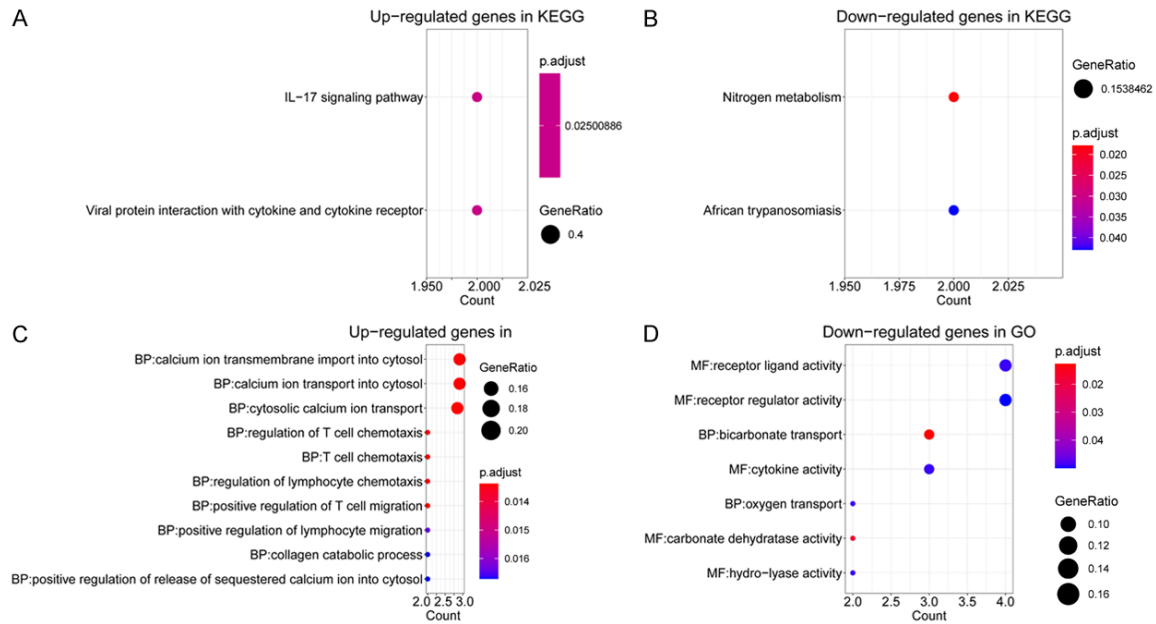 A
Up-regulated genes in KEGG
IL-17 signaling pathway
Viral protein interaction with cytokine and cytokine receptor
1.950 2.000 2.025
Count
p.adjust
0.02500886
GeneRatio
0.4
B
Down-regulated genes in KEGG
Nitrogen metabolism
African trypanosomiasis
1.950 1.975 2.000 2.025
Count
GeneRatio
0.1538462
p.adjust
0.020
0.025
0.030
0.035
0.040
C
Up-regulated genes in
BP:calcium ion transmembrane import into cytosol
BP:calcium ion transport into cytosol
BP:cytosolic calcium ion transport
BP:regulation of T cell chemotaxis
BP:T cell chemotaxis
BP:regulation of lymphocyte chemotaxis
BP:positive regulation of T cell migration
BP:positive regulation of lymphocyte migration
BP:collagen catabolic process
BP:positive regulation of release of sequestered calcium ion into cytosol
2.0 2.5 3.0
Count
GeneRatio
0.16
0.18
0.20
p.adjust
0.014
0.015
0.016
D
Down-regulated genes in GO
MF:receptor ligand activity
MF:receptor regulator activity
BP:bicarbonate transport
MF:cytokine activity
BP:oxygen transport
MF:carbonate dehydratase activity
MF:hydro-lyase activity
2.0 2.5 3.0 3.5 4.0
Count
p.adjust
0.02
0.03
0.04
GeneRatio
0.10
0.12
0.14
0.16